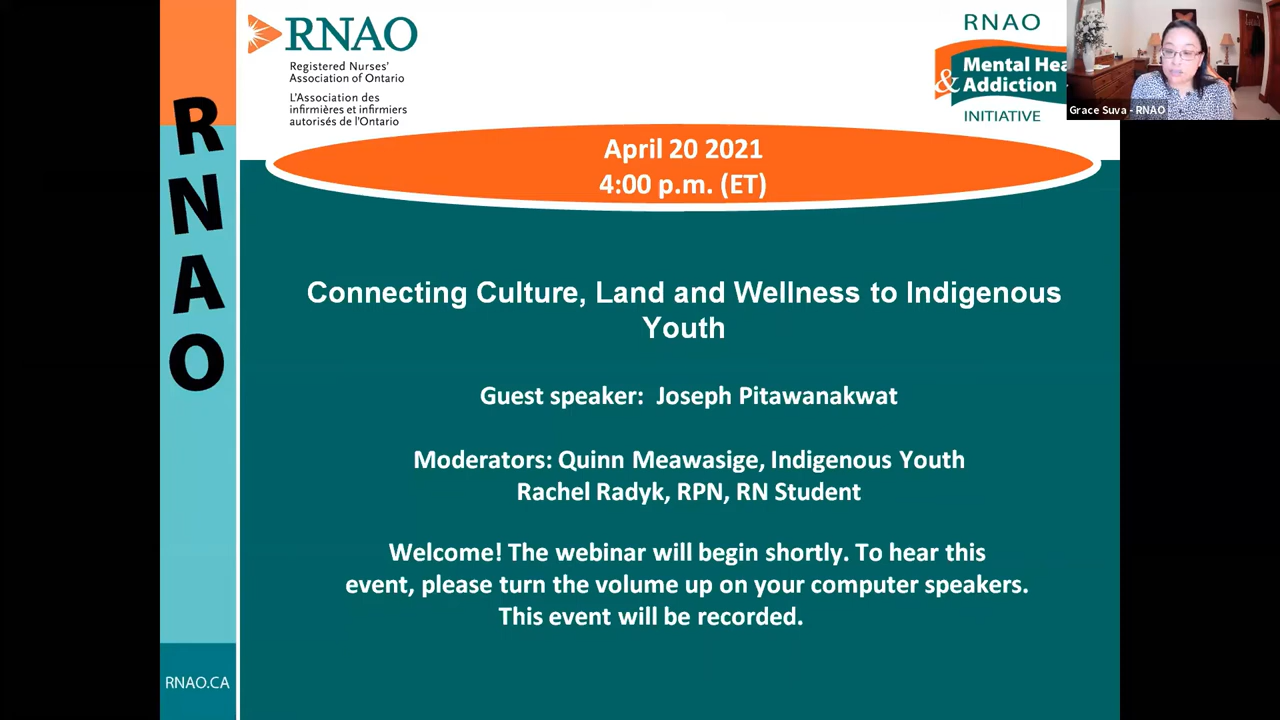 RNAO
Registered Nurses'
Association of Ontario
L'Association des
infirmières et infirmiers
autorisés de l'Ontario
RNAO
Mental Hea
& Addiction
INITIATIVE
Grace Suva - RNAO
RNAO
April 20 2021
4:00 p.m. (ET)
Connecting Culture, Land and Wellness to Indigenous
Youth
Guest speaker: Joseph Pitawanakwat
Moderators: Quinn Meawasige, Indigenous Youth
Rachel Radyk, RPN, RN Student
Welcome! The webinar will begin shortly. To hear this
event, please turn the volume up on your computer speakers.
This event will be recorded.
RNAO.CA